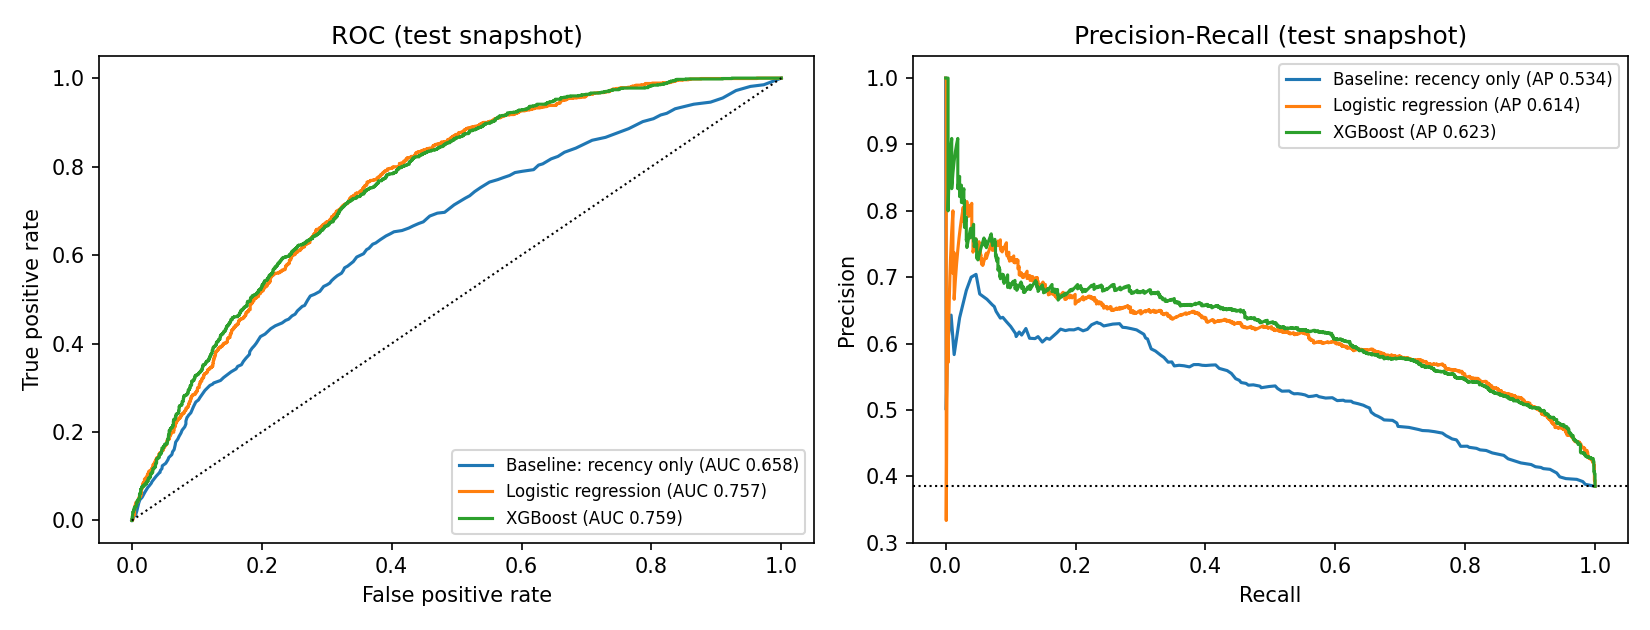 ROC (test snapshot)
1.0
0.8
0.6
0.4
0.2
0.0
True positive rate
Baseline: recency only (AUC 0.658)
Logistic regression (AUC 0.757)
XGBoost (AUC 0.759)
0.0 0.2 0.4 0.6 0.8 1.0
False positive rate
Precision-Recall (test snapshot)
1.0
0.9
0.8
0.7
0.6
0.5
0.4
0.3
Precision
Baseline: recency only (AP 0.534)
Logistic regression (AP 0.614)
XGBoost (AP 0.623)
0.0 0.2 0.4 0.6 0.8 1.0
Recall